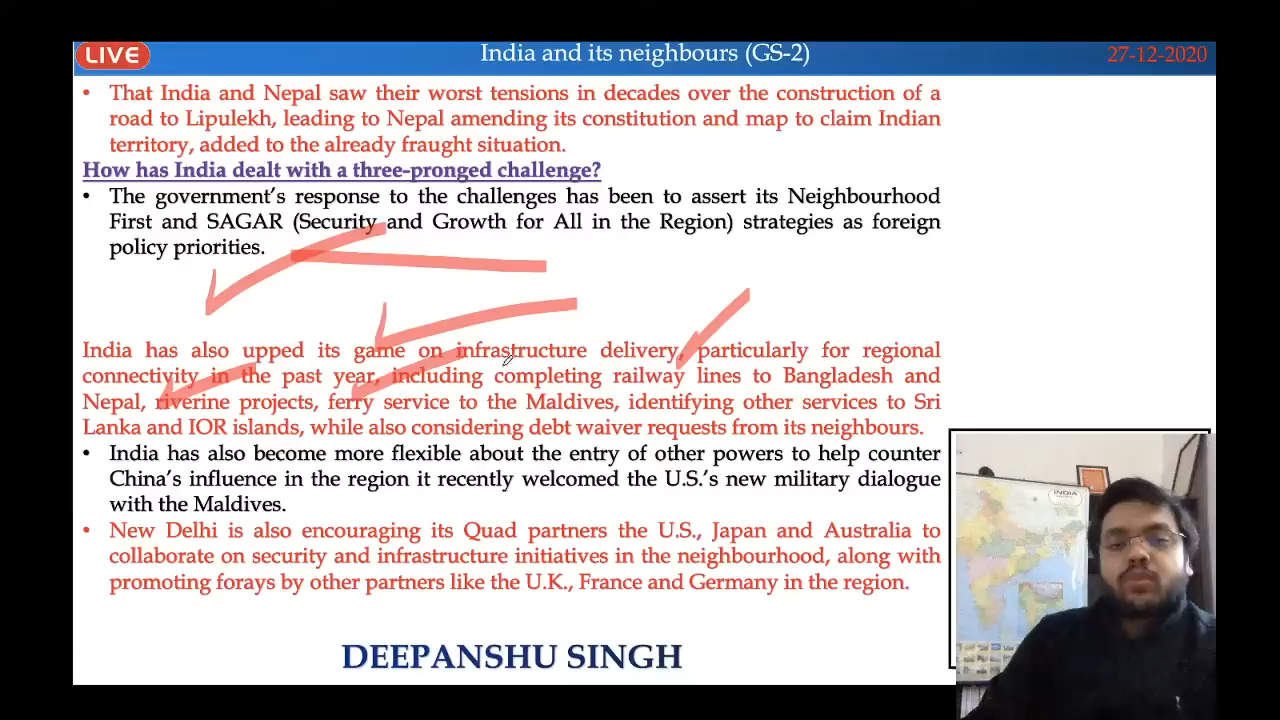 LIVE
India and its neighbours (GS-2)
27-12-2020
• That India and Nepal saw their worst tensions in decades over the construction of a
road to Lipulekh, leading to Nepal amending its constitution and map to claim Indian
territory, added to the already fraught situation.
How has India dealt with a three-pronged challenge?
• The government's response to the challenges has been to assert its Neighbourhood
First and SAGAR (Security and Growth for All in the Region) strategies as foreign
policy priorities.
India has also upped its game on infrastructure delivery, particularly for regional
connectivity in the past year, including completing railway lines to Bangladesh and
Nepal, riverine projects, ferry service to the Maldives, identifying other services to Sri
Lanka and IOR islands, while also considering debt waiver requests from its neighbours.
• India has also become more flexible about the entry of other powers to help counter
China's influence in the region it recently welcomed the U.S.'s new military dialogue
with the Maldives.
• New Delhi is also encouraging its Quad partners the U.S., Japan and Australia to
collaborate on security and infrastructure initiatives in the neighbourhood, along with
promoting forays by other partners like the U.K., France and Germany in the region.
INDIA
DEEPANSHU SINGH